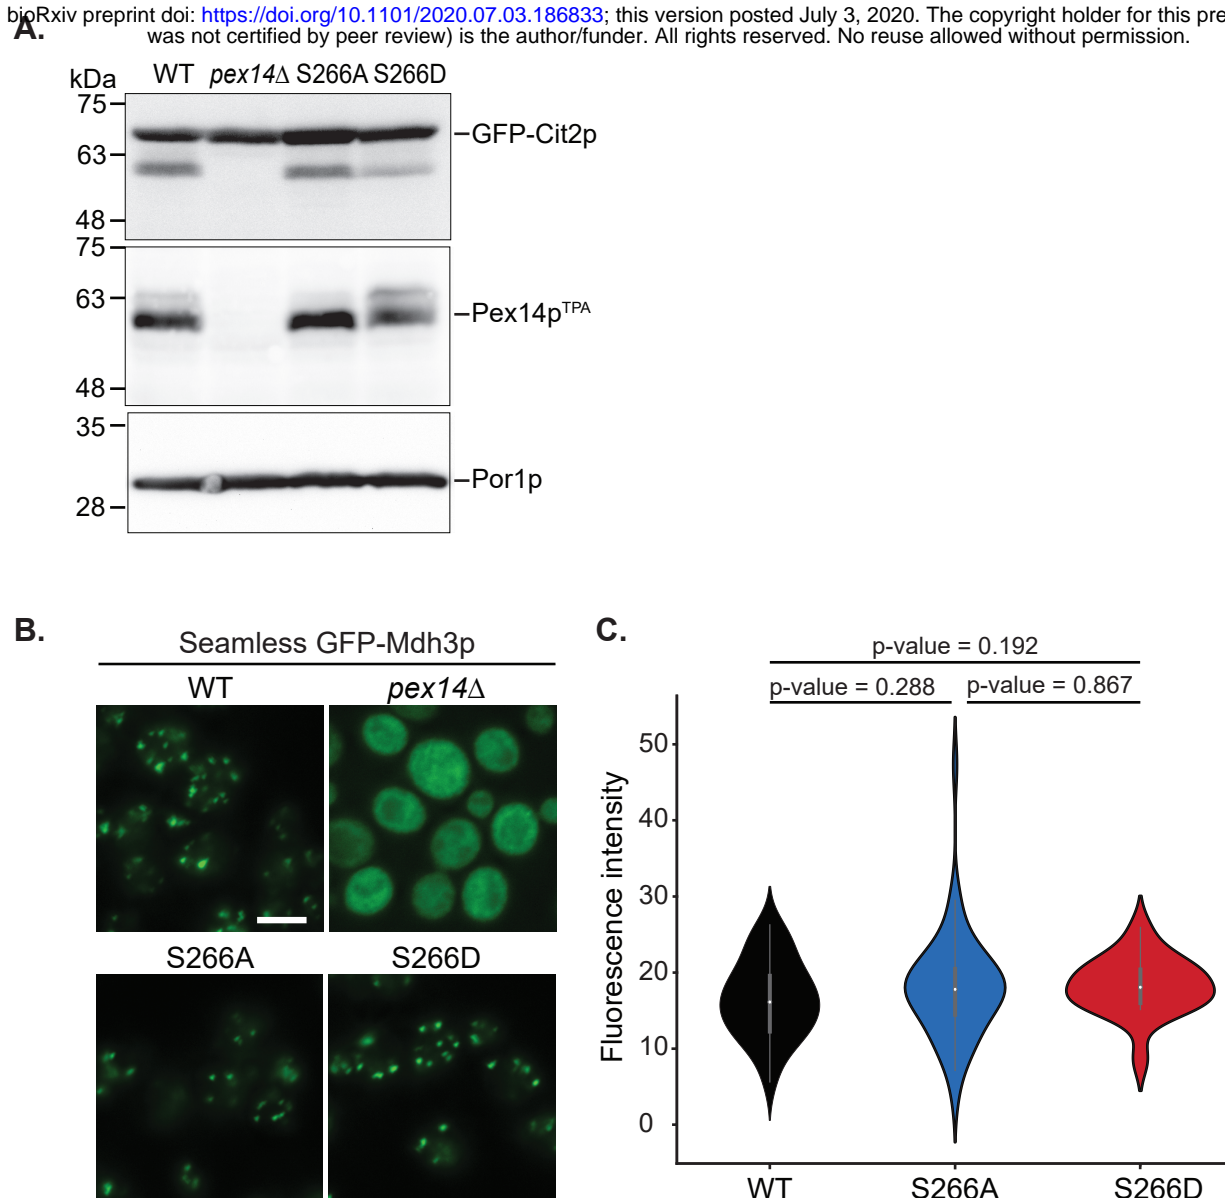 bioRxiv preprint doi: https://doi.org/10.1101/2020.07.03.186833; this version posted July 3, 2020. The copyright holder for this pre
was not certified by peer review) is the author/funder. All rights reserved. No reuse allowed without permission.
A.
kDa WT pex14Δ S266A S266D
75
GFP-Cit2p
63
48
75
63
Pex14pTPA
48
35
Por1p
28
B.
Seamless GFP-Mdh3p
WT pex14Δ
S266A S266D
C.
p-value = 0.192
p-value = 0.288 p-value = 0.867
Fluorescence intensity
50
40
30
20
10
0
WT S266A S266D